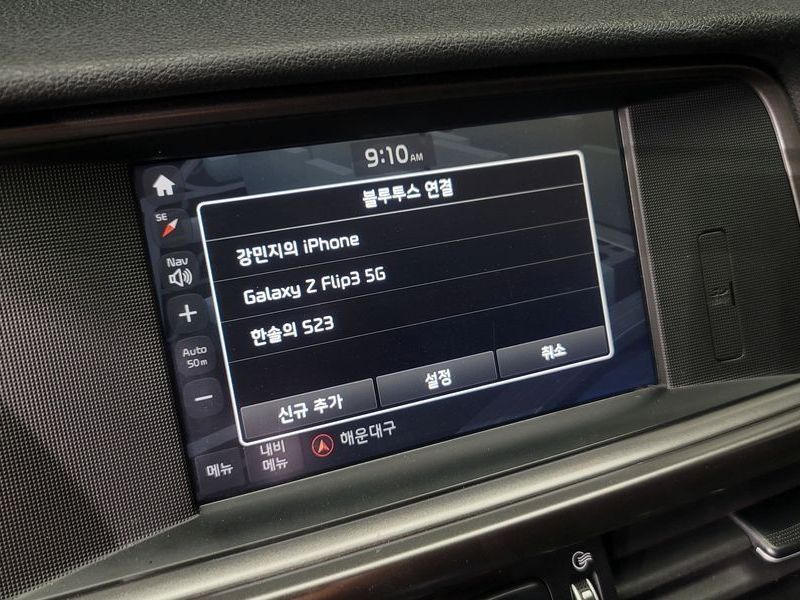 9:10 AM
블루투스 연결
SE
강민지의 iPhone
Nav
Galaxy Z Flip3 5G
한솔의 S23
Auto
50m
신규 추가
설정
취소
메뉴
내비
메뉴
해운대구